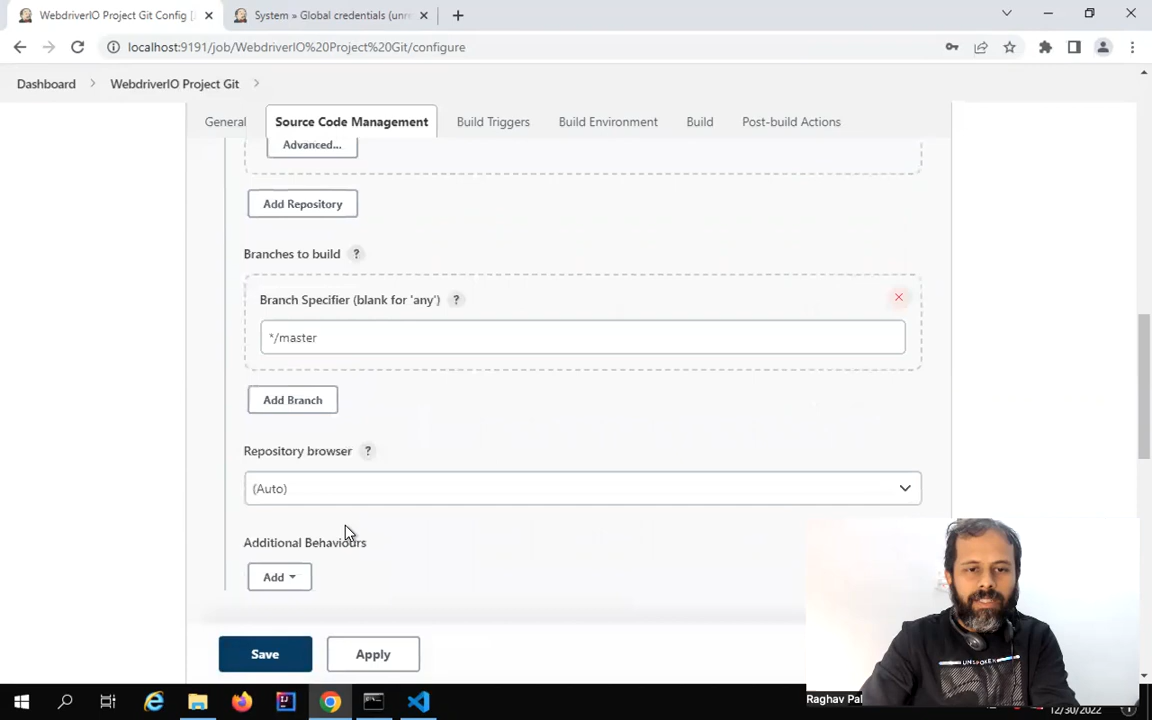 WebdriverIO Project Git Config [
System » Global credentials (unre
localhost:9191/job/WebdriverIO%20Project%20Git/configure
Dashboard
WebdriverIO Project Git
General
Source Code Management
Build Triggers
Build Environment
Build
Post-build Actions
Advanced...
Add Repository
Branches to build ?
Branch Specifier (blank for 'any') ?
*/master
Add Branch
Repository browser ?
(Auto)
Additional Behaviours
Add
Save
Apply
UNSPOKEN
Raghav Pal
12/30/2022